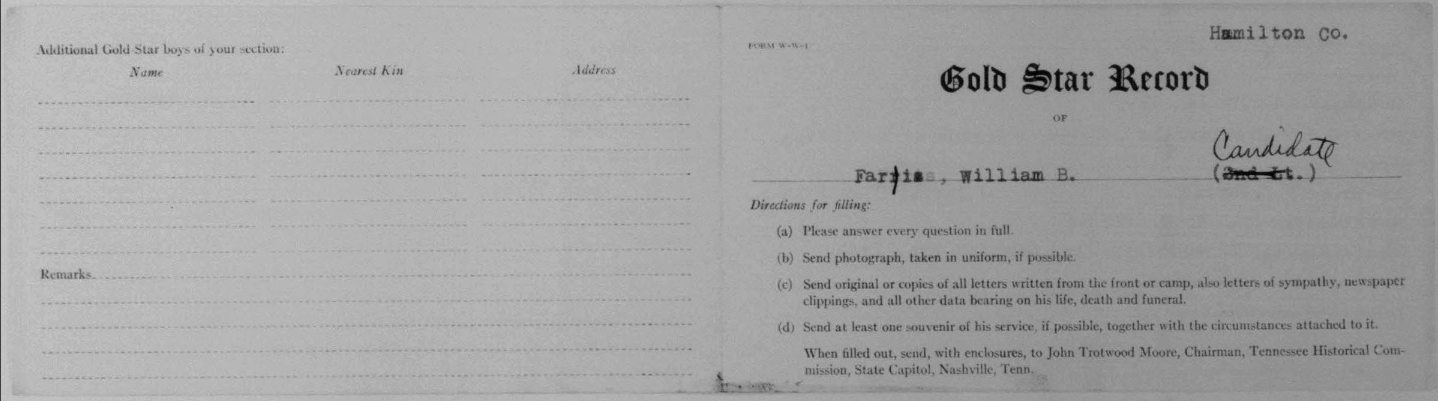 Additional Gold Star boys of your section:
Name Nearest Kin Address
Remarks
FORM W-W-1
Hamilton Co.
Gold Star Record
OF
Candidate
William B. (2nd Lt.)
Directions for filling:
(a) Please answer every question in full.
(b) Send photograph, taken in uniform, if possible.
(c) Send original or copies of all letters written from the front or camp, also letters of sympathy, newspaper
clippings, and all other data bearing on his life, death and funeral.
(d) Send at least one souvenir of his service, if possible, together with the circumstances attached to it.
When filled out, send, with enclosures, to John Trotwood Moore, Chairman, Tennessee Historical Com-
mission, State Capitol, Nashville, Tenn.